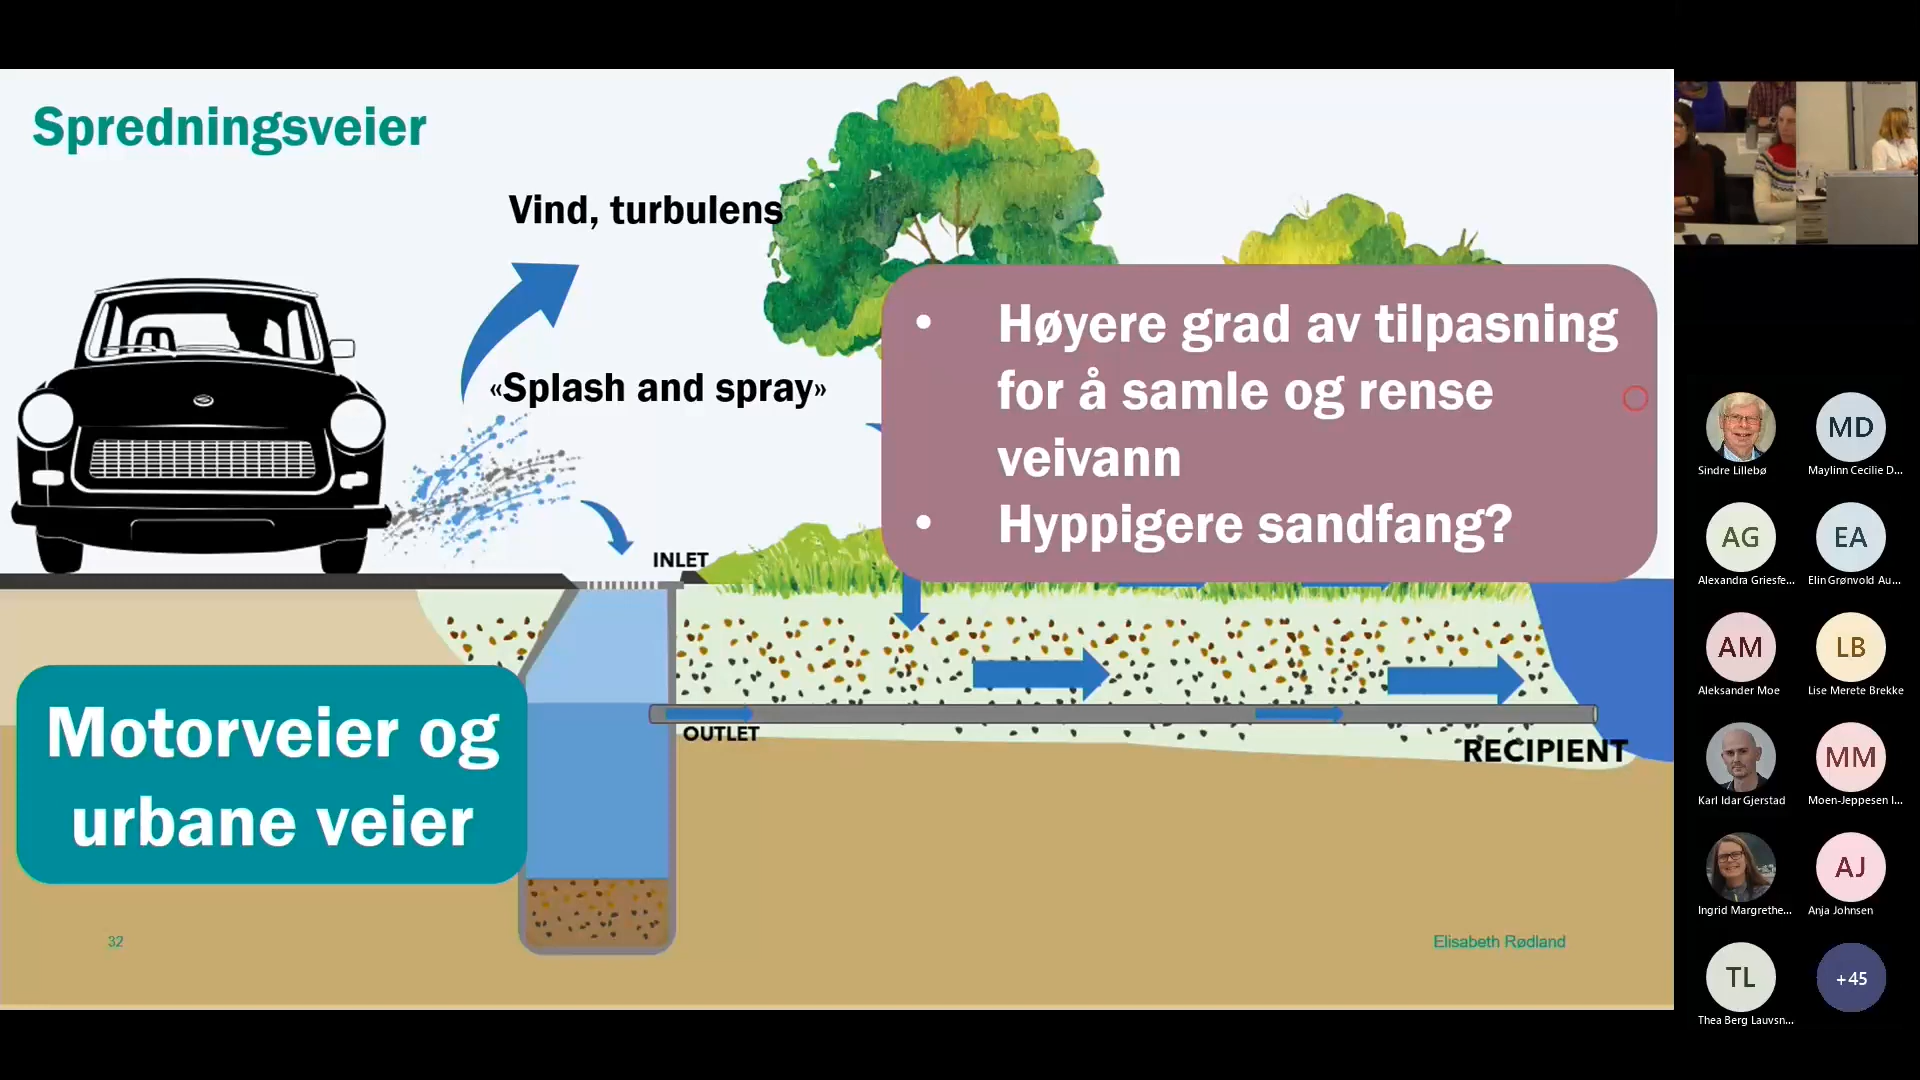 Spredningsveier
Vind, turbulens
«Splash and spray»
• Høyere grad av tilpasning
for å samle og rense
veivann
• Hyppigere sandfang?
INLET
OUTLET
RECIPIENT
Motorveier og
urbane veier
32
Elisabeth Rødland
Sindre Lillebø
MD
Maylinn Cecilie D...
AG
Alexandra Griesfe...
EA
Elin Grønvold Au...
AM
Aleksander Moe
LB
Lise Merete Brekke
Karl Idar Gjerstad
MM
Moen-Jeppesen I...
Ingrid Margrethe...
AJ
Anja Johnsen
TL
Thea Berg Lauvsn...
+45